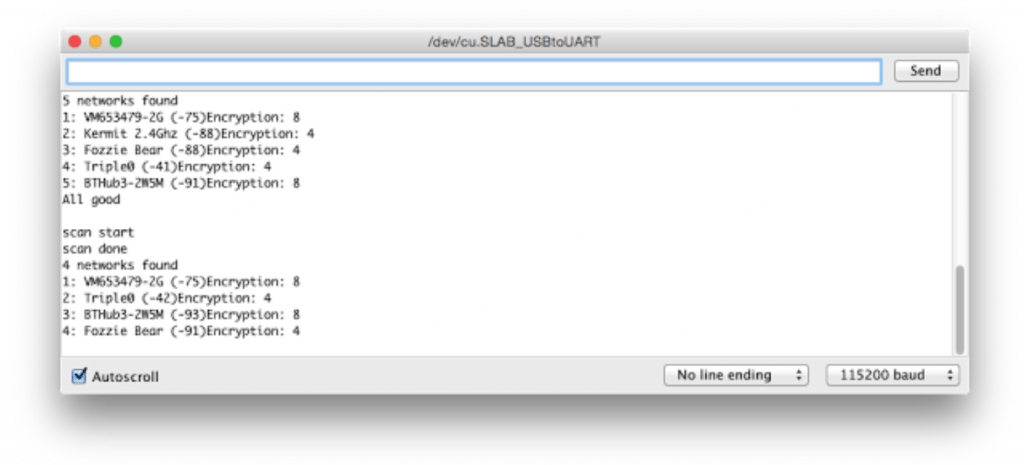 /dev/cu.SLAB_USBtoUART
Send
5 networks found
1: VM653479-2G (-75)Encryption: 8
2: Kermit 2.4Ghz (-88)Encryption: 4
3: Fozzie Bear (-88)Encryption: 4
4: Triple0 (-41)Encryption: 4
5: BTHub3-2W5M (-91)Encryption: 8
All good
scan start
scan done
4 networks found
1: VM653479-2G (-75)Encryption: 8
2: Triple0 (-42)Encryption: 4
3: BTHub3-2W5M (-93)Encryption: 8
4: Fozzie Bear (-91)Encryption: 4
Autoscroll
No line ending
115200 baud